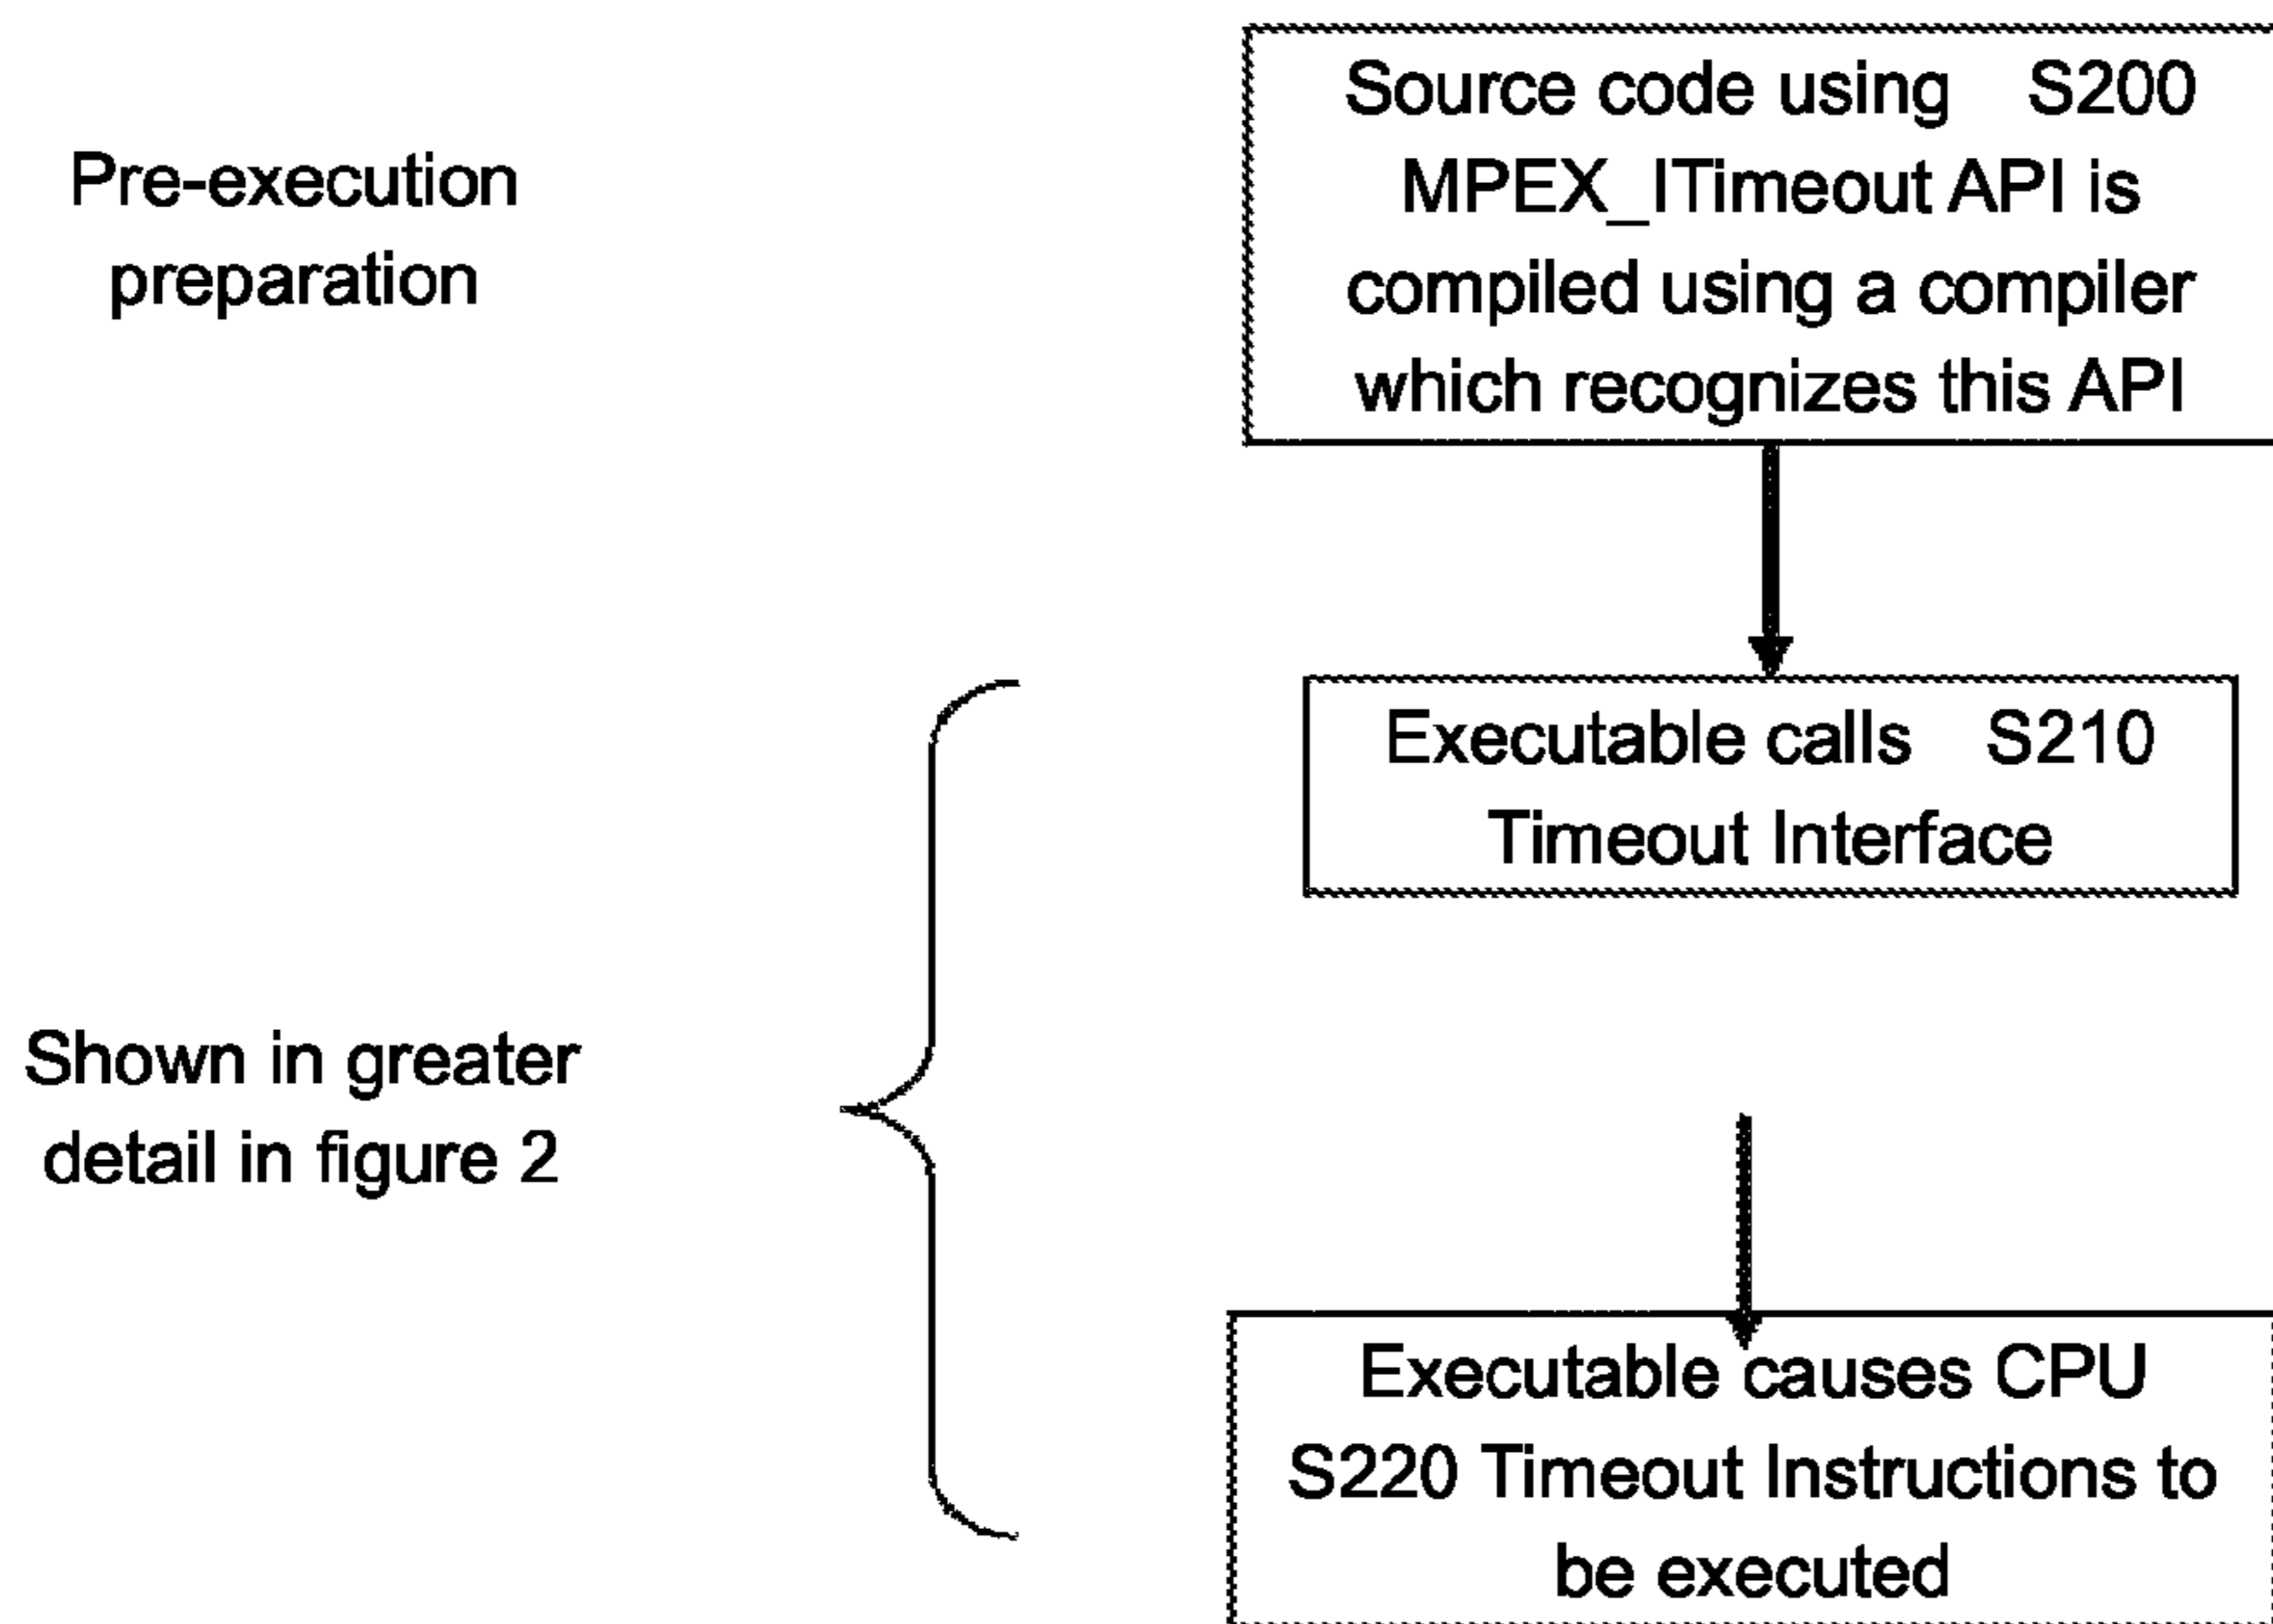 Pre-execution
preparation
Source code using S200
MPEX_ITimeout API is
compiled using a compiler
which recognizes this API
Executable calls S210
Timeout Interface
Shown in greater
detail in figure 2
Executable causes CPU
S220 Timeout Instructions to
be executed